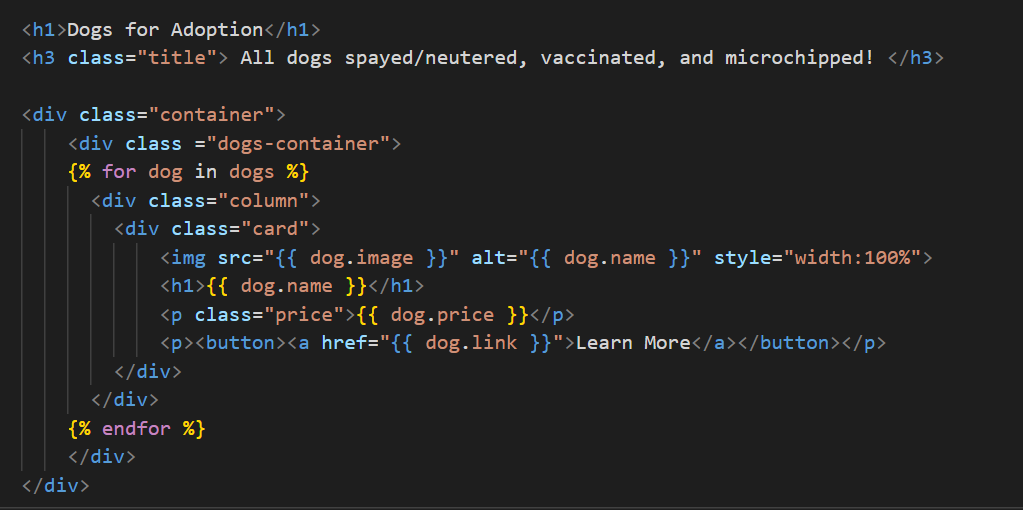 <h1>Dogs for Adoption</h1>
<h3 class="title"> All dogs spayed/neutered, vaccinated, and microchipped! </h3>
<div class="container">
<div class ="dogs-container">
{% for dog in dogs %}
<div class="column">
<div class="card">
<img src="{{ dog.image }}" alt="{{ dog.name }}" style="width:100%">
<h1>{{ dog.name }}</h1>
<p class="price">{{ dog.price }}</p>
<p><button><a href="{{ dog.link }}">Learn More</a></button></p>
</div>
</div>
{% endfor %}
</div>
</div>